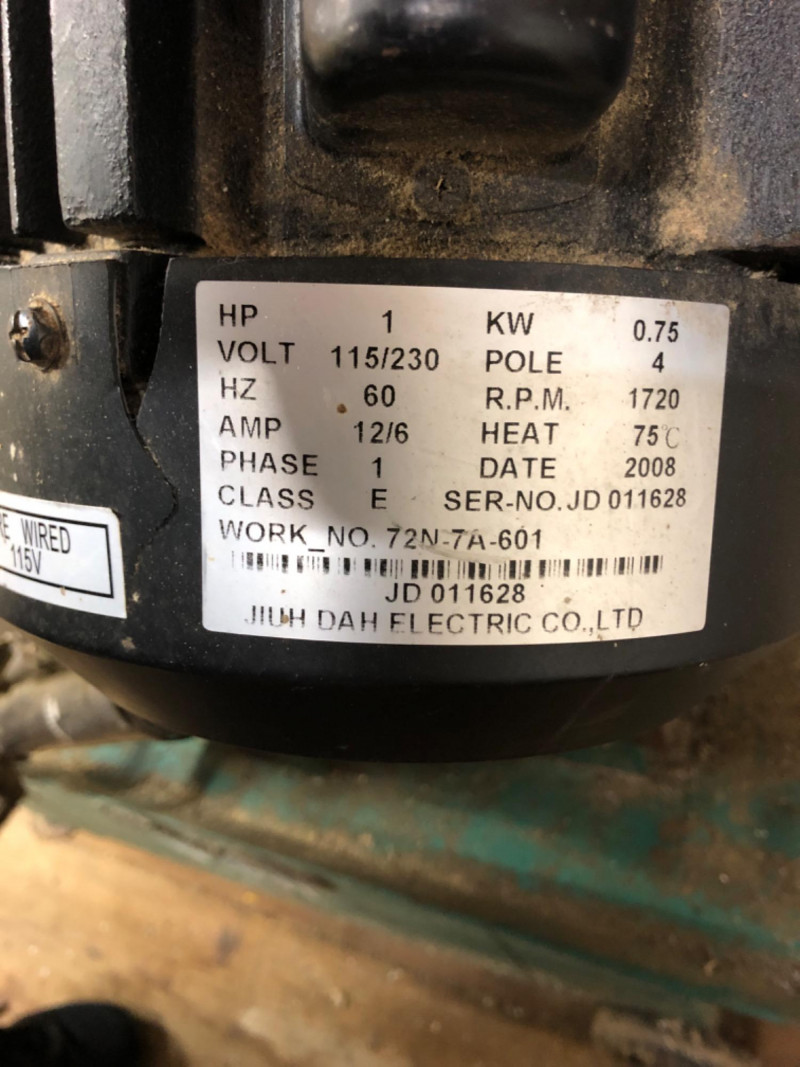 HP 1 KW 0.75
VOLT 115/230 POLE 4
HZ 60 R.P.M. 1720
AMP 12/6 HEAT 75℃
PHASE 1 DATE 2008
CLASS E SER-NO. JD 011628
WORK_NO. 72N-7A-601
JD 011628
JIUH DAH ELECTRIC CO.,LTD
WIRED
115V